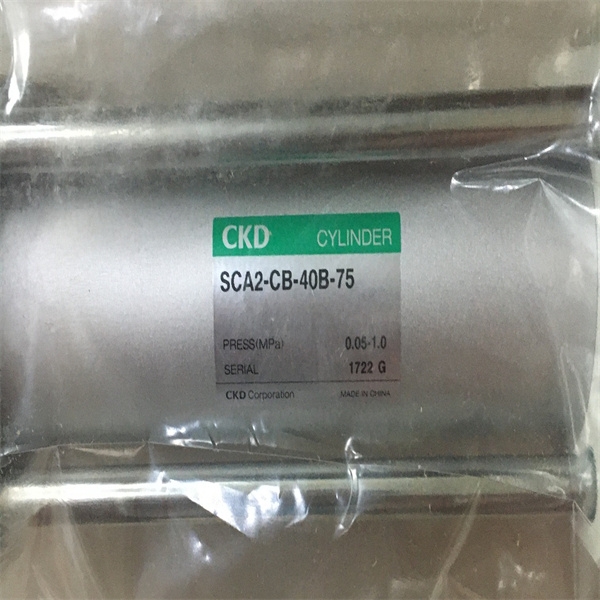 CKD CYLINDER
SCA2-CB-40B-75
PRESS(MPa) 0.05-1.0
SERIAL 1722 G
CKD Corporation MADE IN CHINA